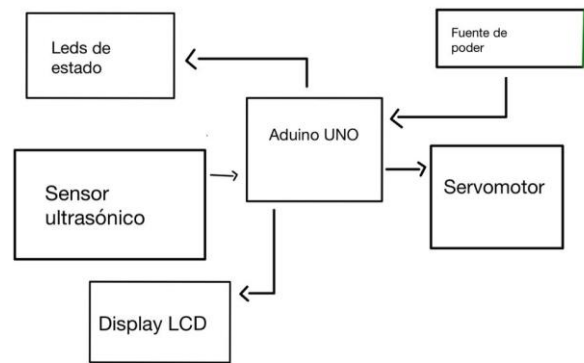 Leds de
estado
Fuente de
poder
Aduino UNO
Sensor
ultrasónico
Servomotor
Display LCD